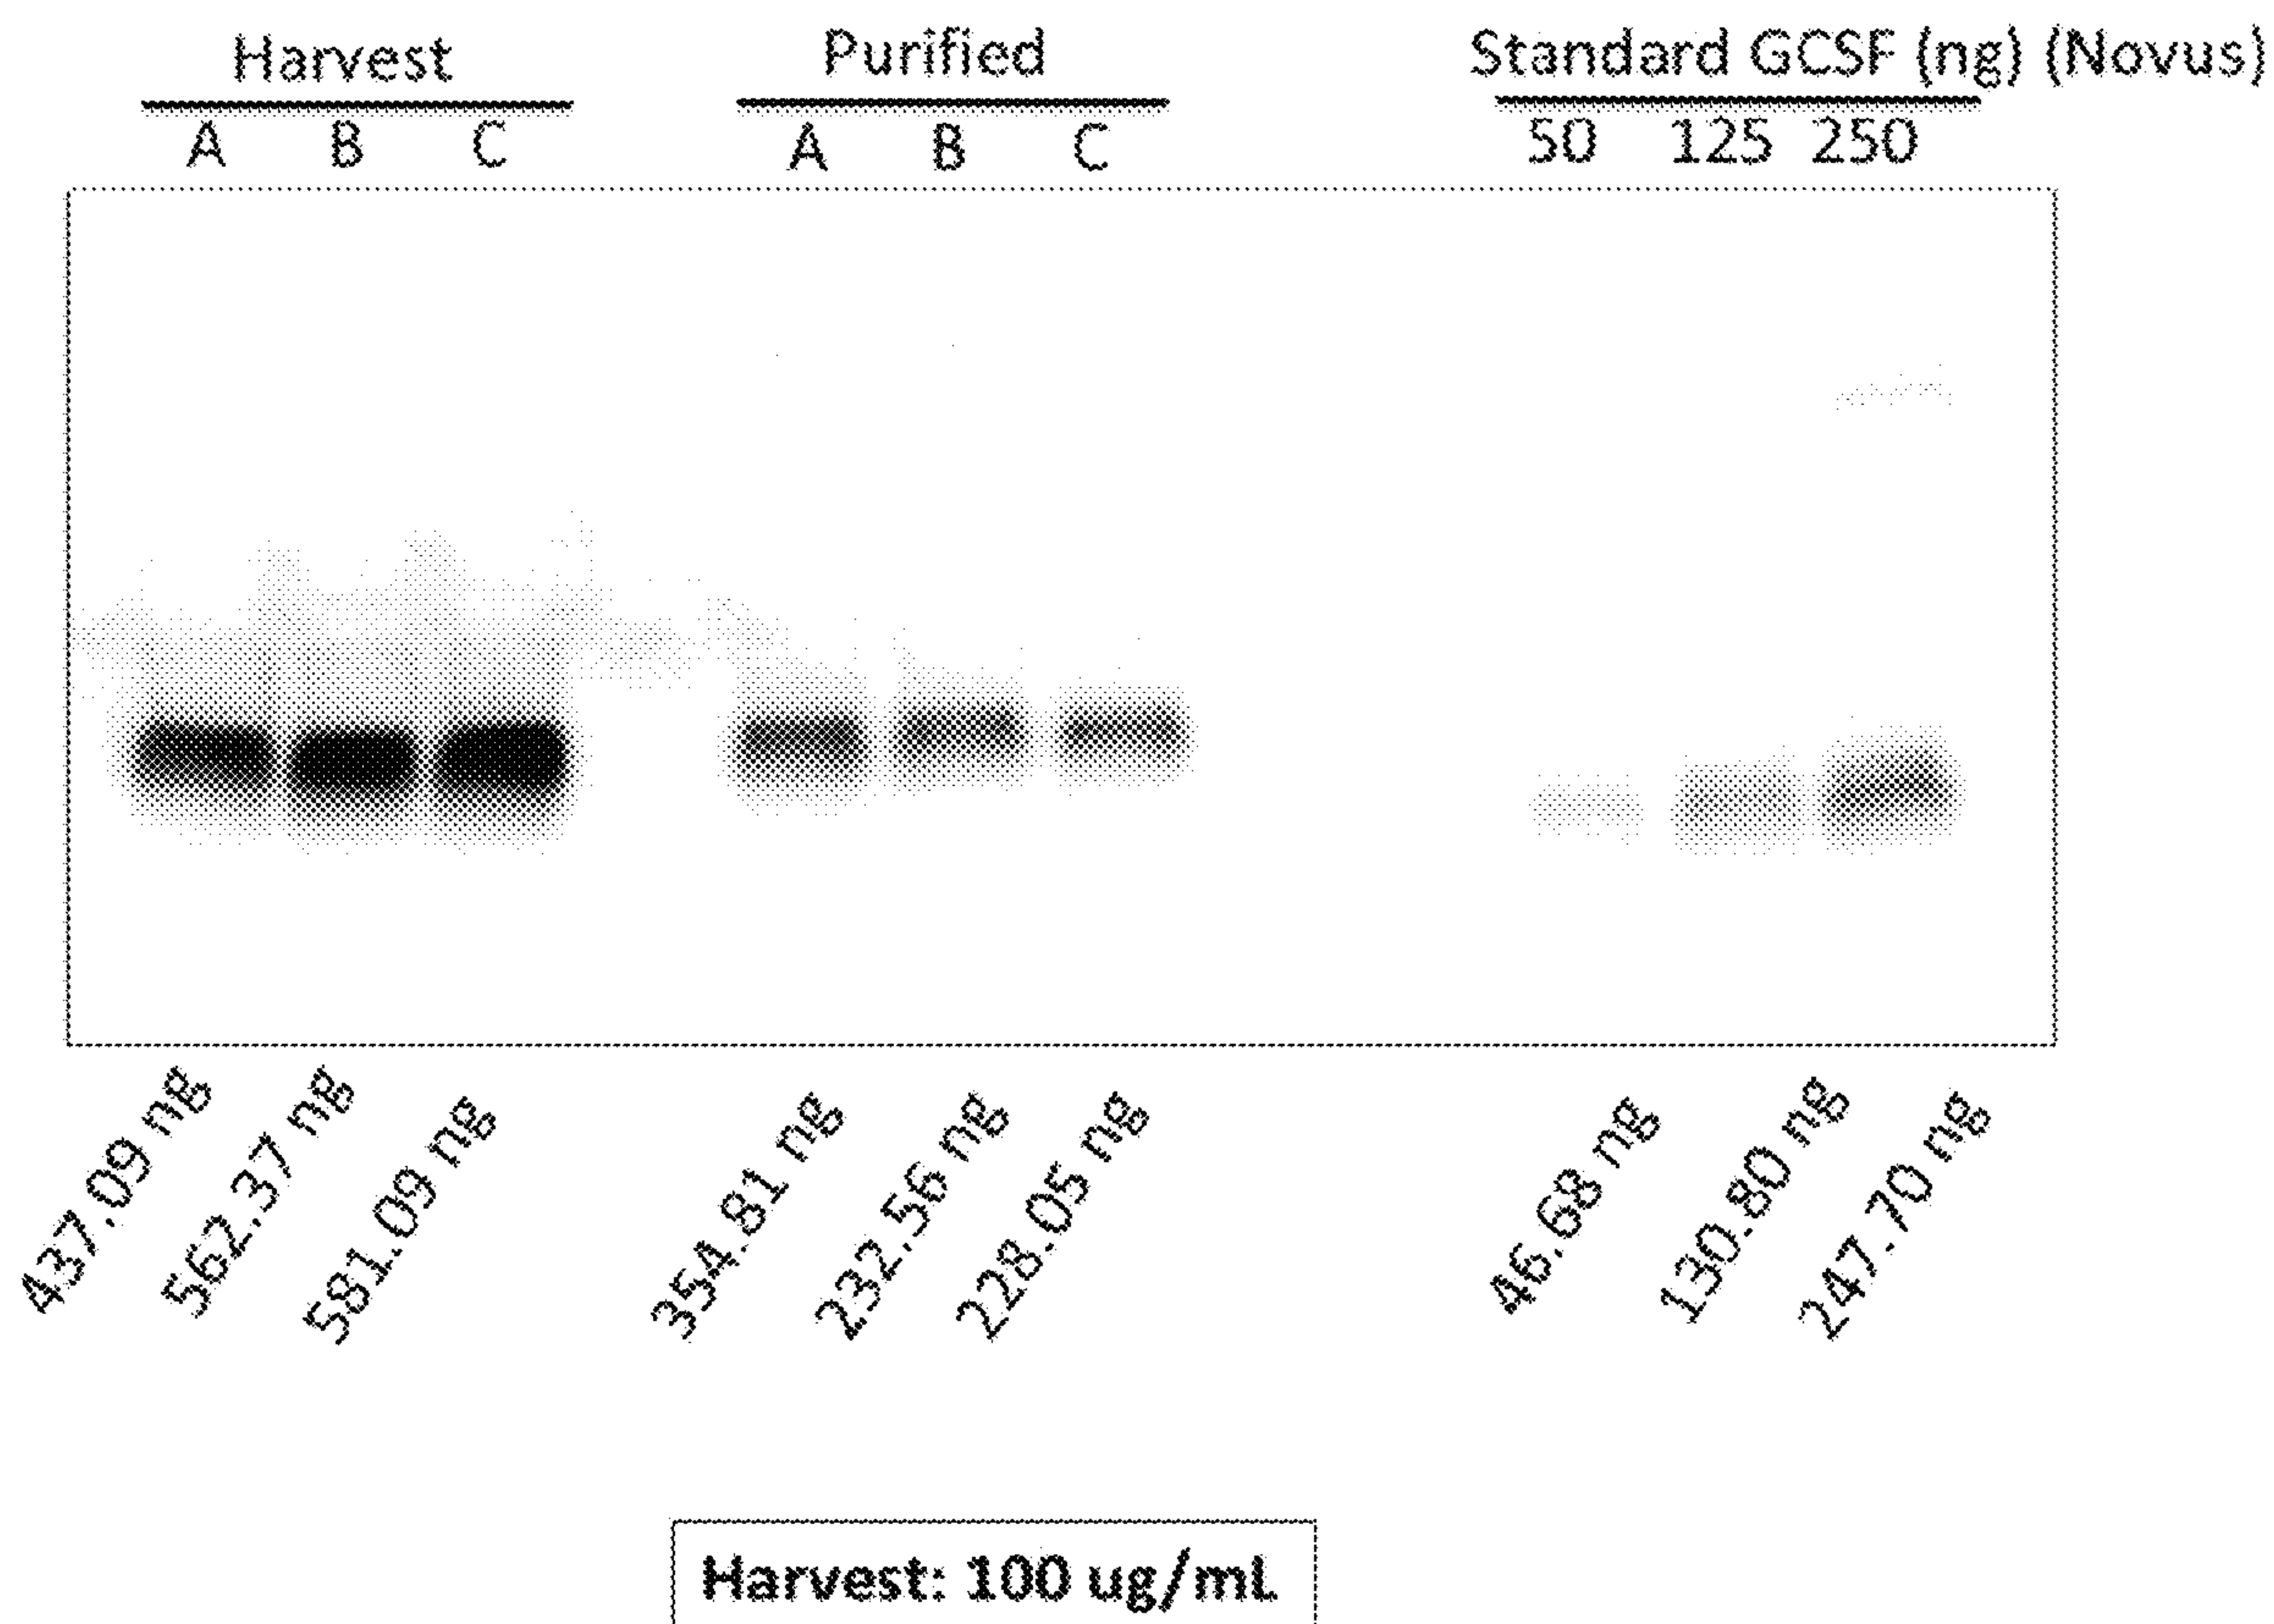 Harvest Purified Standard GCSF (ng) (Novus)
A B C A B C 50 125 250
437.09 ng 562.37 ng 581.09 ng 354.81 ng 232.56 ng 228.05 ng 46.68 ng 130.80 ng 247.70 ng
Harvest: 100 ug/mL